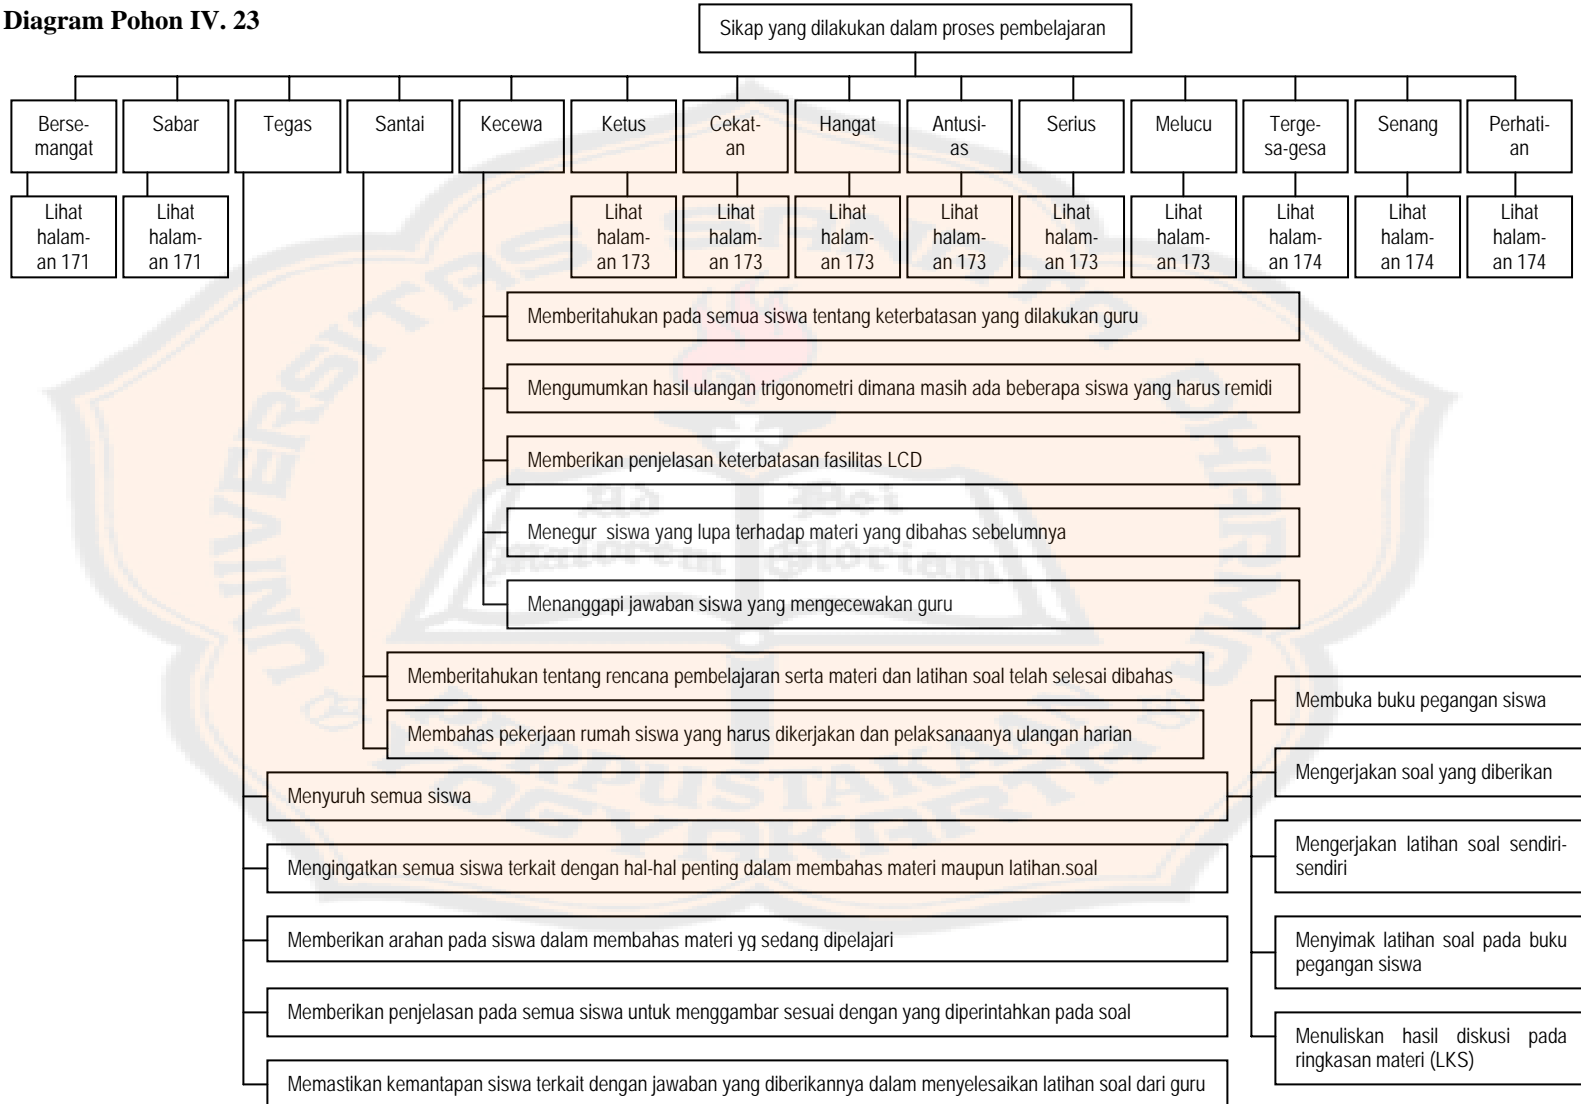 Diagram Pohon IV. 23
Sikap yang dilakukan dalam proses pembelajaran
Berse-
mangat
Sabar
Tegas
Santai
Kecewa
Ketus
Cekat-
an
Hangat
Antusi-
as
Serius
Melucu
Terge-
sa-gesa
Senang
Perhati-
an
Lihat
halam-
an 171
Lihat
halam-
an 171
Lihat
halam-
an 173
Lihat
halam-
an 173
Lihat
halam-
an 173
Lihat
halam-
an 173
Lihat
halam-
an 173
Lihat
halam-
an 173
Lihat
halam-
an 174
Lihat
halam-
an 174
Lihat
halam-
an 174
Memberitahukan pada semua siswa tentang keterbatasan yang dilakukan guru
Mengumumkan hasil ulangan trigonometri dimana masih ada beberapa siswa yang harus remidi
Memberikan penjelasan keterbatasan fasilitas LCD
Menegur siswa yang lupa terhadap materi yang dibahas sebelumnya
Menanggapi jawaban siswa yang mengecewakan guru
Memberitahukan tentang rencana pembelajaran serta materi dan latihan soal telah selesai dibahas
Membahas pekerjaan rumah siswa yang harus dikerjakan dan pelaksanaanya ulangan harian
Menyuruh semua siswa
Mengingatkan semua siswa terkait dengan hal-hal penting dalam membahas materi maupun latihan.soal
Memberikan arahan pada siswa dalam membahas materi yg sedang dipelajari
Memberikan penjelasan pada semua siswa untuk menggambar sesuai dengan yang diperintahkan pada soal
Memastikan kemantapan siswa terkait dengan jawaban yang diberikannya dalam menyelesaikan latihan soal dari guru
Membuka buku pegangan siswa
Mengerjakan soal yang diberikan
Mengerjakan latihan soal sendiri-
sendiri
Menyimak latihan soal pada buku
pegangan siswa
Menuliskan hasil diskusi pada
ringkasan materi (LKS)
UNIVERSITAS SANATA DHARMA
Ad Dei
Maiorem Gloriam
PERPUSTAKAAN
YOGYAKARTA